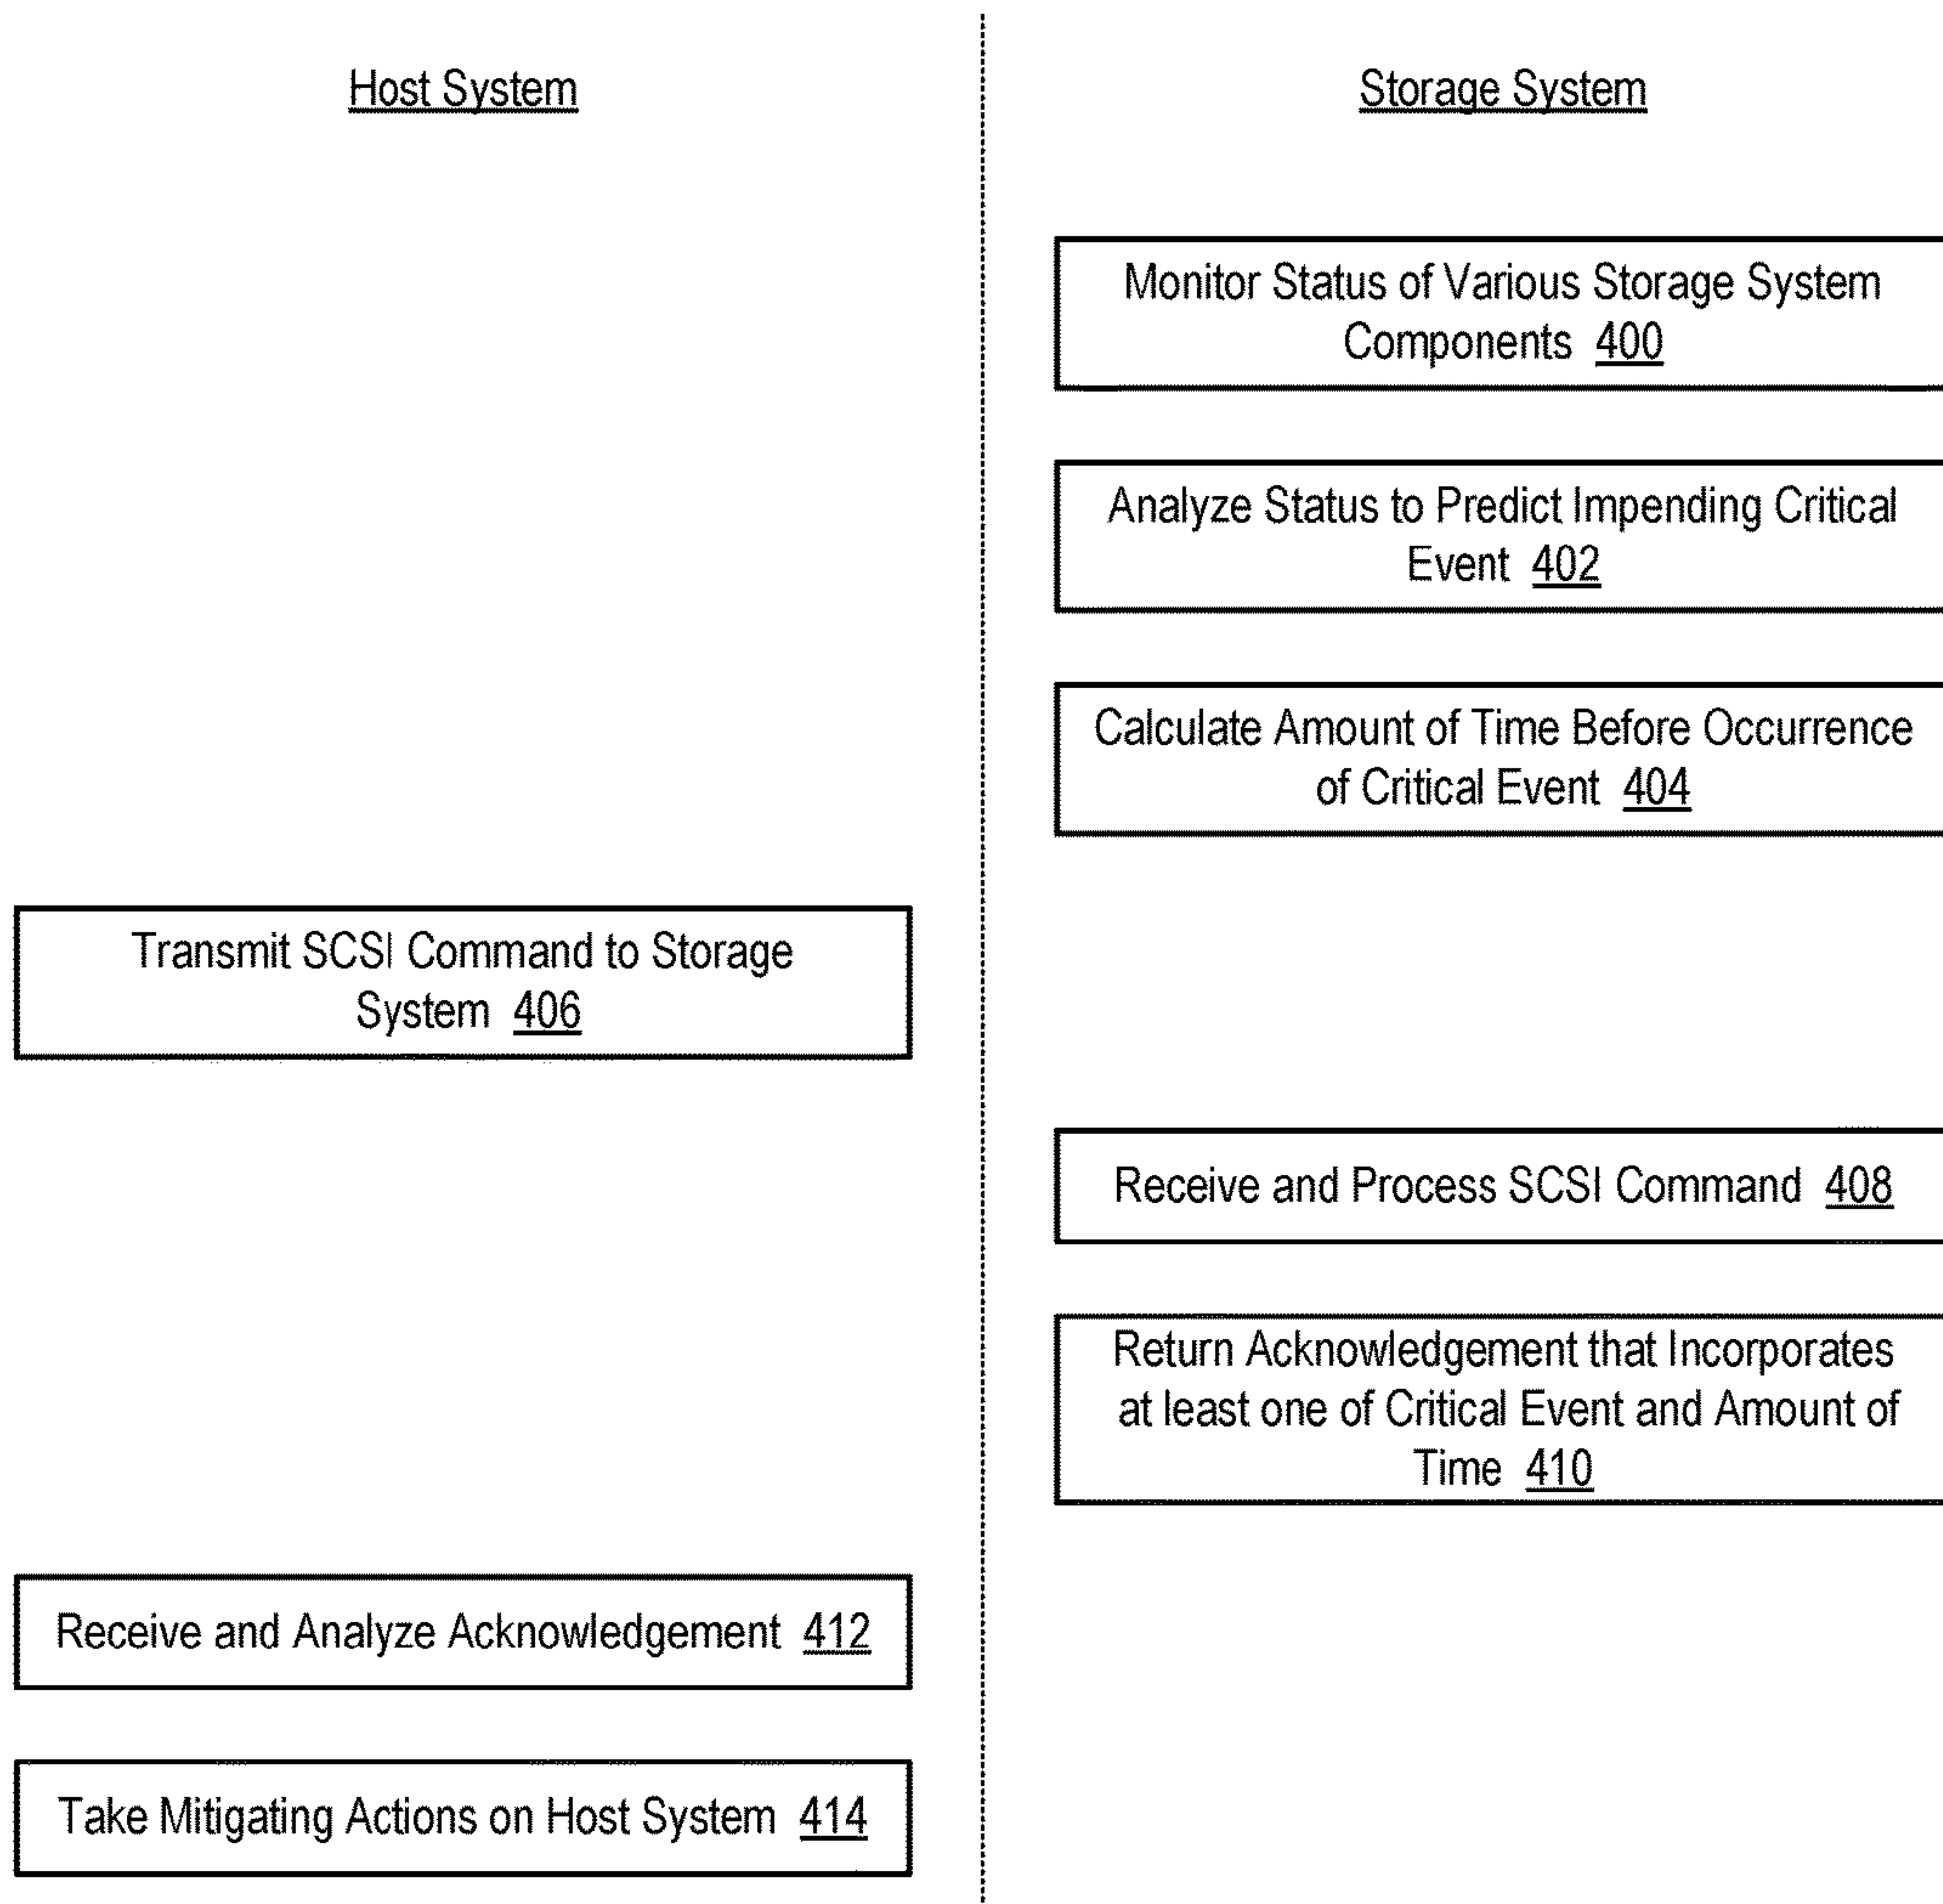 Host System
Storage System
Monitor Status of Various Storage System
Components 400
Analyze Status to Predict Impending Critical
Event 402
Calculate Amount of Time Before Occurrence
of Critical Event 404
Transmit SCSI Command to Storage
System 406
Receive and Process SCSI Command 408
Return Acknowledgement that Incorporates
at least one of Critical Event and Amount of
Time 410
Receive and Analyze Acknowledgement 412
Take Mitigating Actions on Host System 414